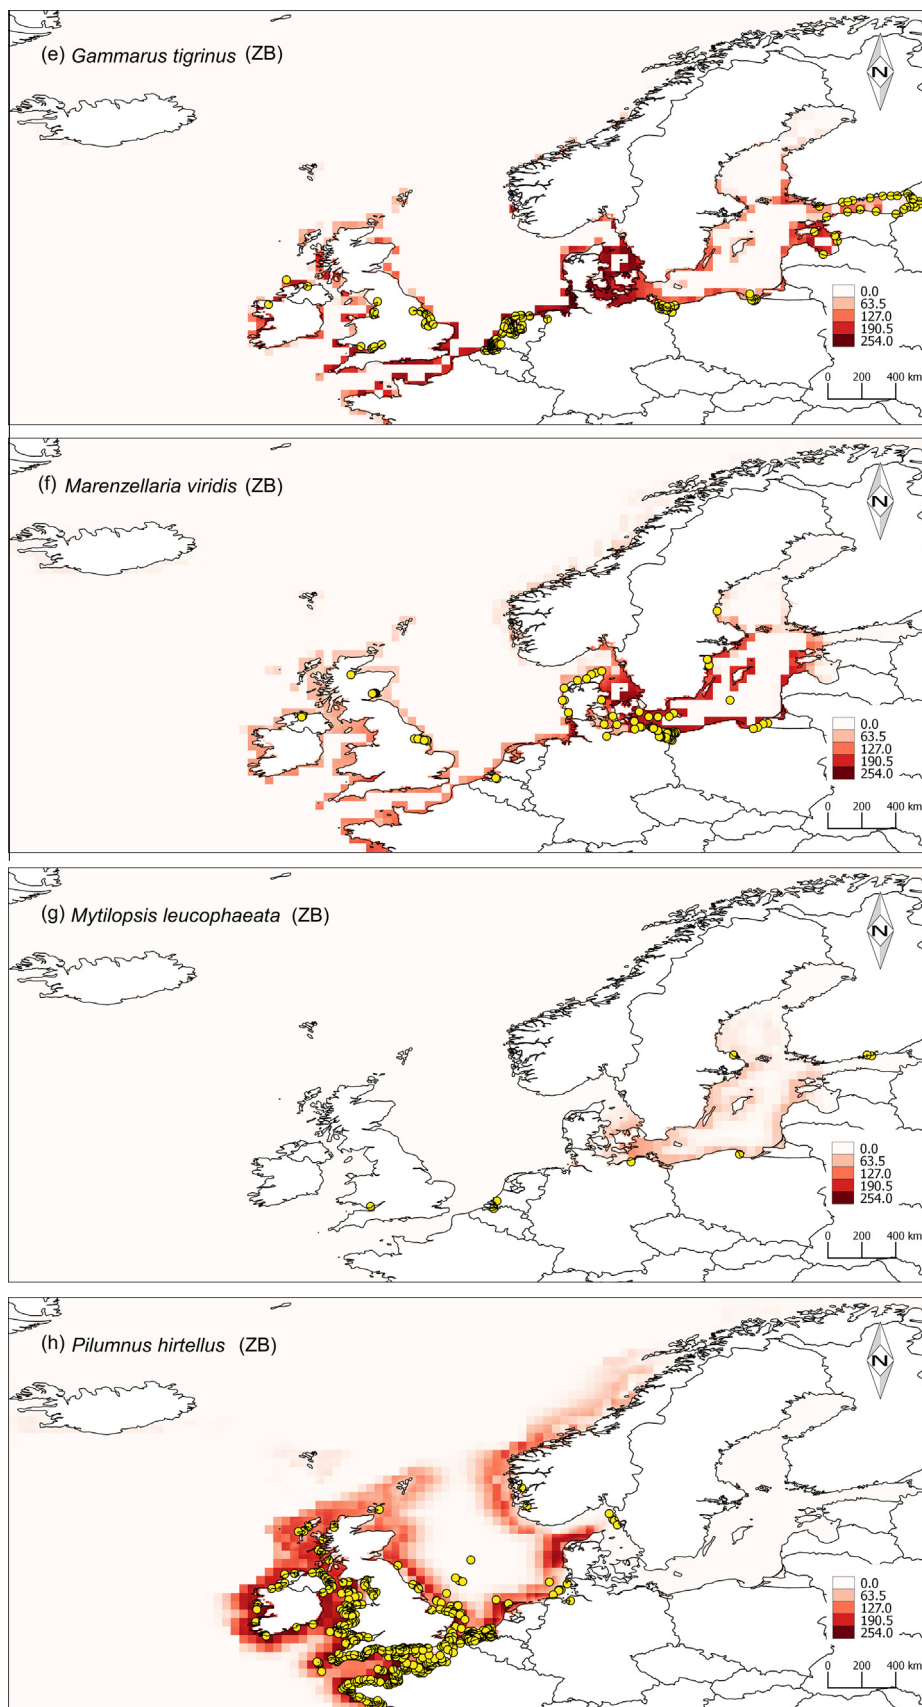 (e) Gammarus tigrinus (ZB)
N
0.0
63.5
127.0
190.5
254.0
0 200 400 km
(f) Marenzellaria viridis (ZB)
N
0.0
63.5
127.0
190.5
254.0
0 200 400 km
(g) Mytilopsis leucophaeata (ZB)
N
0.0
63.5
127.0
190.5
254.0
0 200 400 km
(h) Pilumnus hirtellus (ZB)
N
0.0
63.5
127.0
190.5
254.0
0 200 400 km